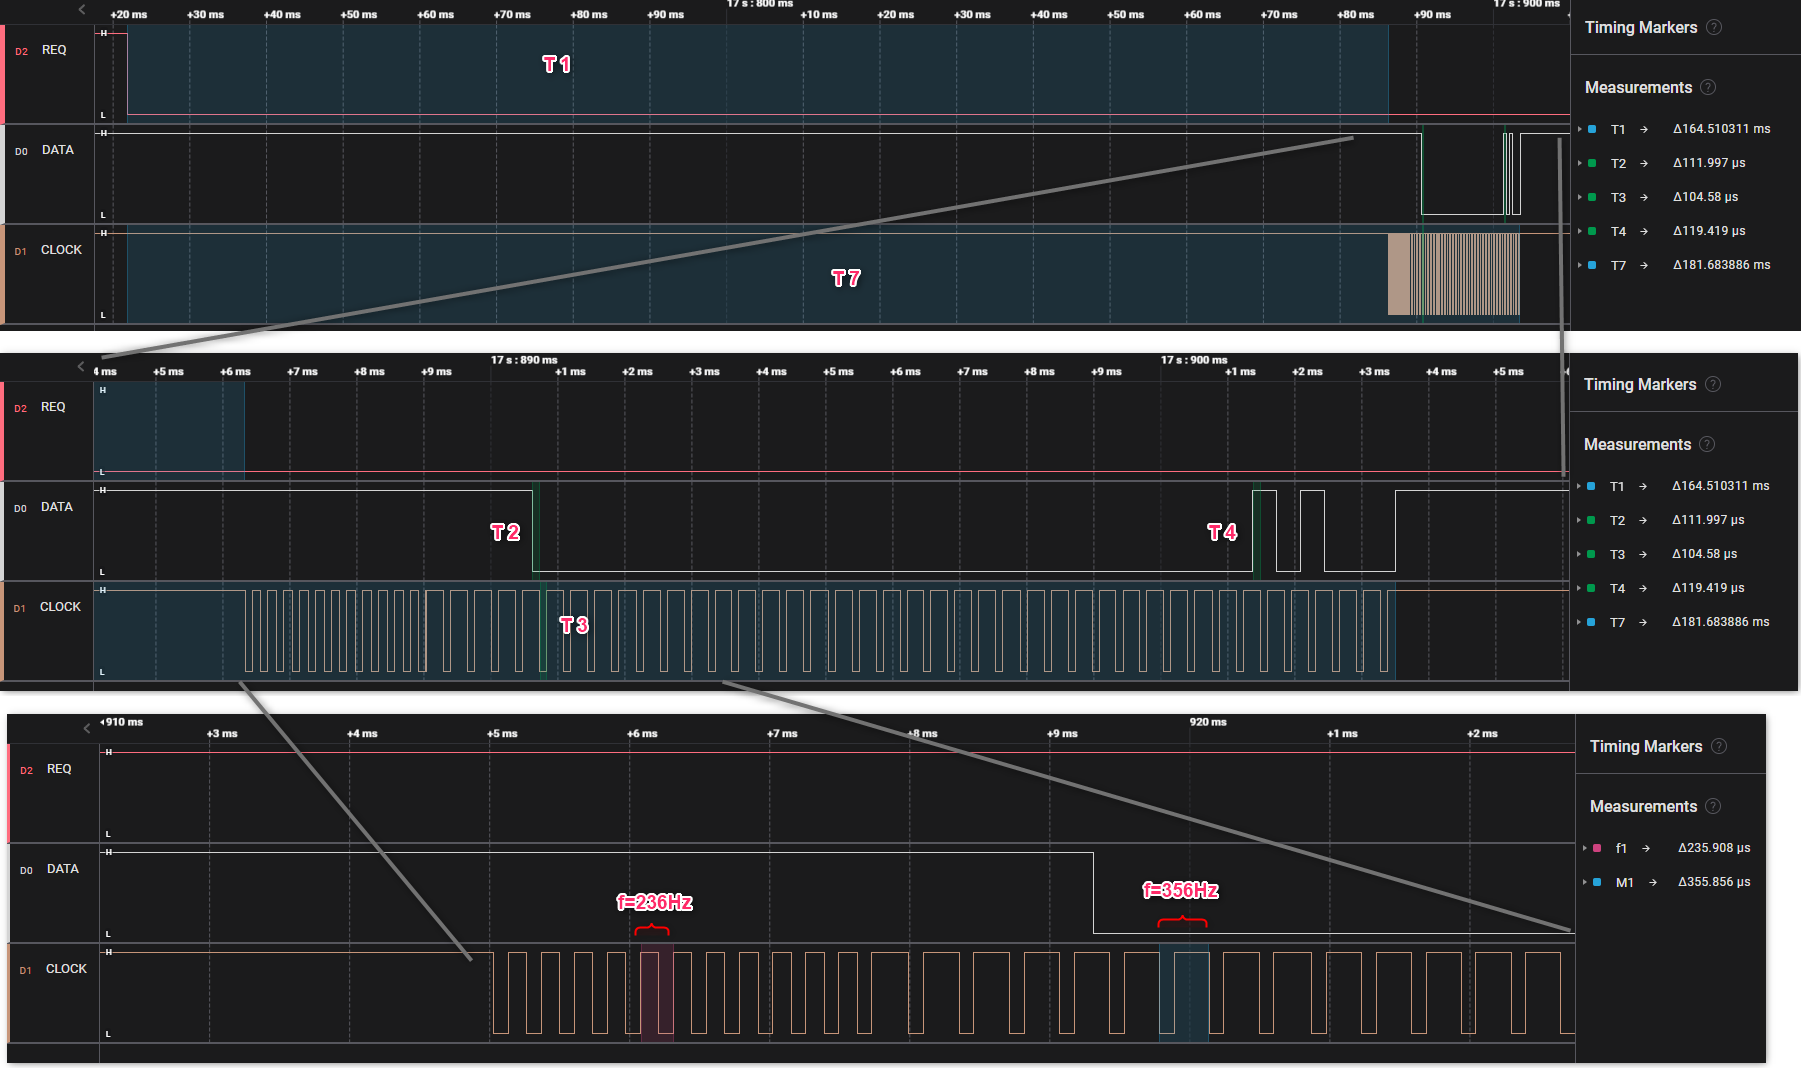 17 s : 800 ms 17 s : 900 ms
+20 ms +30 ms +40 ms +50 ms +60 ms +70 ms +80 ms +90 ms +10 ms +20 ms +30 ms +40 ms +50 ms +60 ms +70 ms +80 ms +90 ms
D2 REQ H L
T 1
D0 DATA H L
D1 CLOCK H L
T 7
Timing Markers ?
Measurements ?
T1 → Δ164.510311 ms
T2 → Δ111.997 µs
T3 → Δ104.58 µs
T4 → Δ119.419 µs
T7 → Δ181.683886 ms
17 s : 890 ms 17 s : 900 ms
4 ms +5 ms +6 ms +7 ms +8 ms +9 ms +1 ms +2 ms +3 ms +4 ms +5 ms +6 ms +7 ms +8 ms +9 ms +1 ms +2 ms +3 ms +4 ms +5 ms
D2 REQ H L
D0 DATA H L
T 2 T 4
D1 CLOCK H L
T 3
Timing Markers ?
Measurements ?
T1 → Δ164.510311 ms
T2 → Δ111.997 µs
T3 → Δ104.58 µs
T4 → Δ119.419 µs
T7 → Δ181.683886 ms
910 ms 920 ms
+3 ms +4 ms +5 ms +6 ms +7 ms +8 ms +9 ms +1 ms +2 ms
D2 REQ H L
D0 DATA H L
f=236Hz f=356Hz
D1 CLOCK H L
Timing Markers ?
Measurements ?
f1 → Δ235.908 µs
M1 → Δ355.856 µs